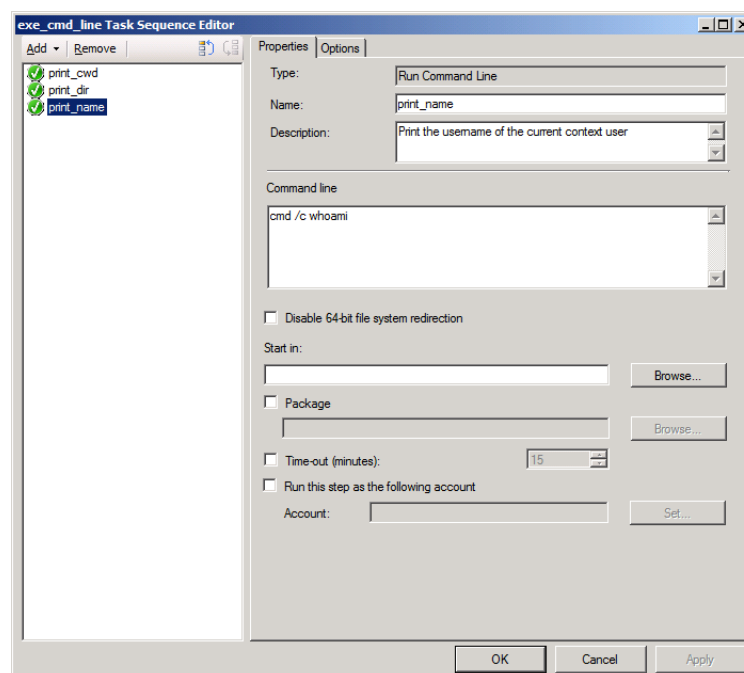 exe_cmd_line Task Sequence Editor
Add Remove
print_cwd
print_dir
print_name
Properties Options
Type: Run Command Line
Name: print_name
Description: Print the username of the current context user
Command line
cmd /c whoami
Disable 64-bit file system redirection
Start in:
Browse...
Package
Browse...
Time-out (minutes): 15
Run this step as the following account
Account: Set...
OK Cancel Apply